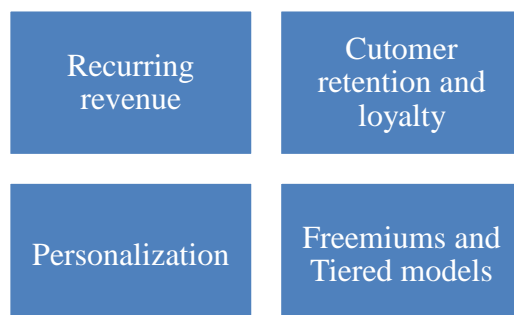 Recurring
revenue
Cutomer
retention and
loyalty
Personalization
Freemiums and
Tiered models